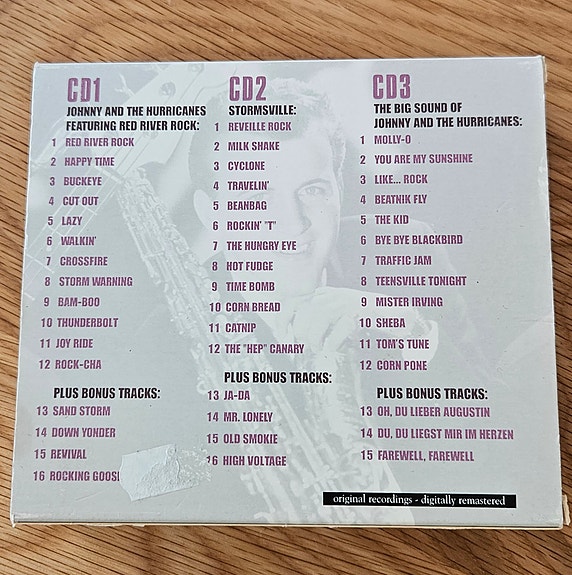 CD1
JOHNNY AND THE HURRICANES
FEATURING RED RIVER ROCK:
1 RED RIVER ROCK
2 HAPPY TIME
3 BUCKEYE
4 CUT OUT
5 LAZY
6 WALKIN'
7 CROSSFIRE
8 STORM WARNING
9 BAM-BOO
10 THUNDERBOLT
11 JOY RIDE
12 ROCK-CHA
PLUS BONUS TRACKS:
13 SAND STORM
14 DOWN YONDER
15 REVIVAL
16 ROCKING
CD2
STORMSVILLE:
1 REVEILLE ROCK
2 MILK SHAKE
3 CYCLONE
4 TRAVELIN'
5 BEANBAG
6 ROCKIN' "T"
7 THE HUNGRY EYE
8 HOT FUDGE
9 TIME BOMB
10 CORN BREAD
11 CATNIP
12 THE "HEP" CANARY
PLUS BONUS TRACKS:
13 JA-DA
14 MR. LONELY
15 OLD SMOKIE
16 HIGH VOLTAGE
CD3
THE BIG SOUND OF
JOHNNY AND THE HURRICANES:
1 MOLLY-O
2 YOU ARE MY SUNSHINE
3 LIKE... ROCK
4 BEATNIK FLY
5 THE KID
6 BYE BYE BLACKBIRD
7 TRAFFIC JAM
8 TEENSVILLE TONIGHT
9 MISTER IRVING
10 SHEBA
11 TOM'S TUNE
12 CORN PONE
PLUS BONUS TRACKS:
13 OH, DU LIEBER AUGUSTIN
14 DU, DU LIEGST MIR IM HERZEN
15 FAREWELL, FAREWELL
original recordings - digitally remastered